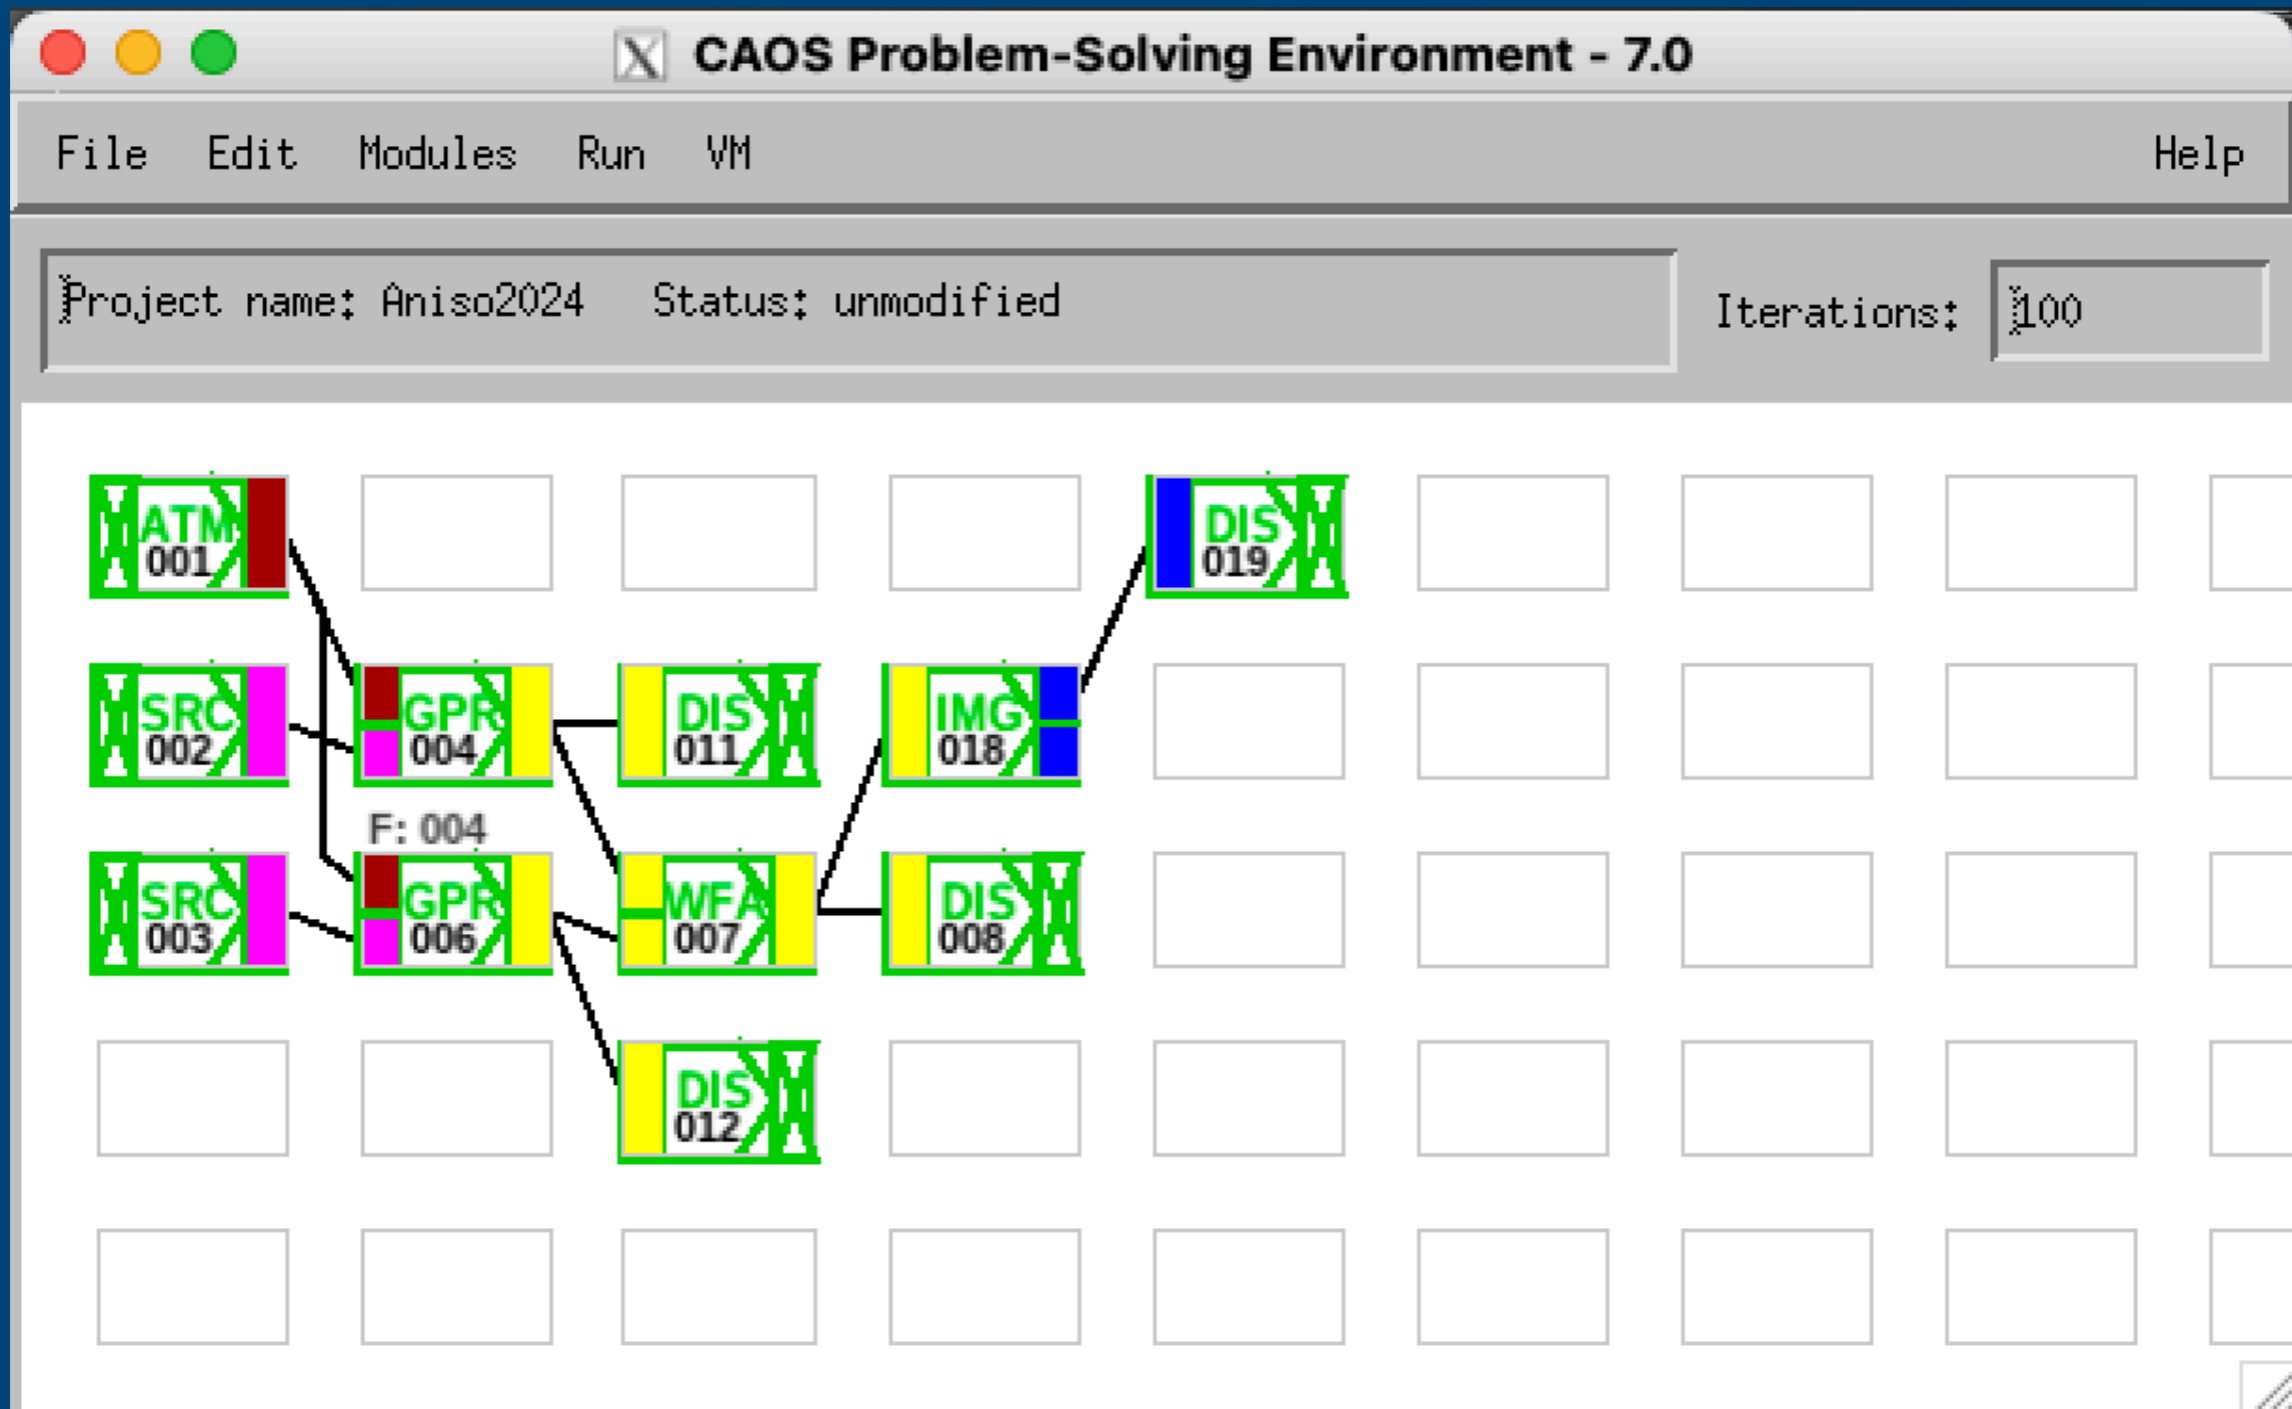 CAOS Problem-Solving Environment - 7.0
File Edit Modules Run VM Help
Project name: Aniso2024 Status: unmodified Iterations: 100
ATM 001
DIS 019
SRC 002
GPR 004
DIS 011
IMG 018
F: 004
SRC 003
GPR 006
WFA 007
DIS 008
DIS 012